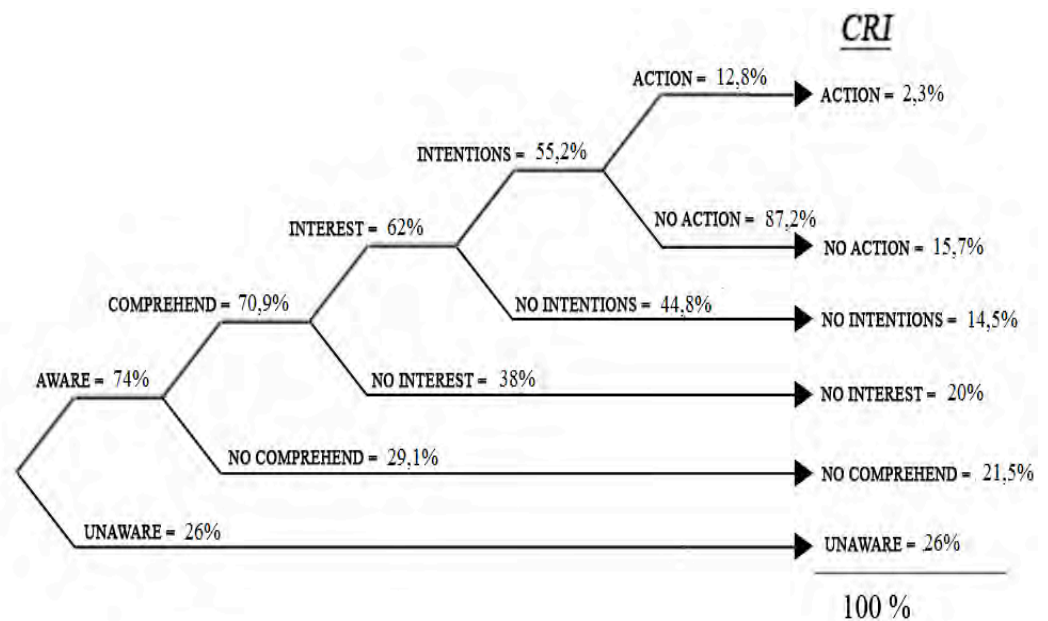 CRI
ACTION = 12,8%
ACTION = 2,3%
INTENTIONS = 55,2%
NO ACTION = 87,2%
NO ACTION = 15,7%
INTEREST = 62%
COMPREHEND = 70,9%
NO INTENTIONS = 44,8%
NO INTENTIONS = 14,5%
AWARE = 74%
NO INTEREST = 38%
NO INTEREST = 20%
NO COMPREHEND = 29,1%
NO COMPREHEND = 21,5%
UNAWARE = 26%
UNAWARE = 26%
100 %